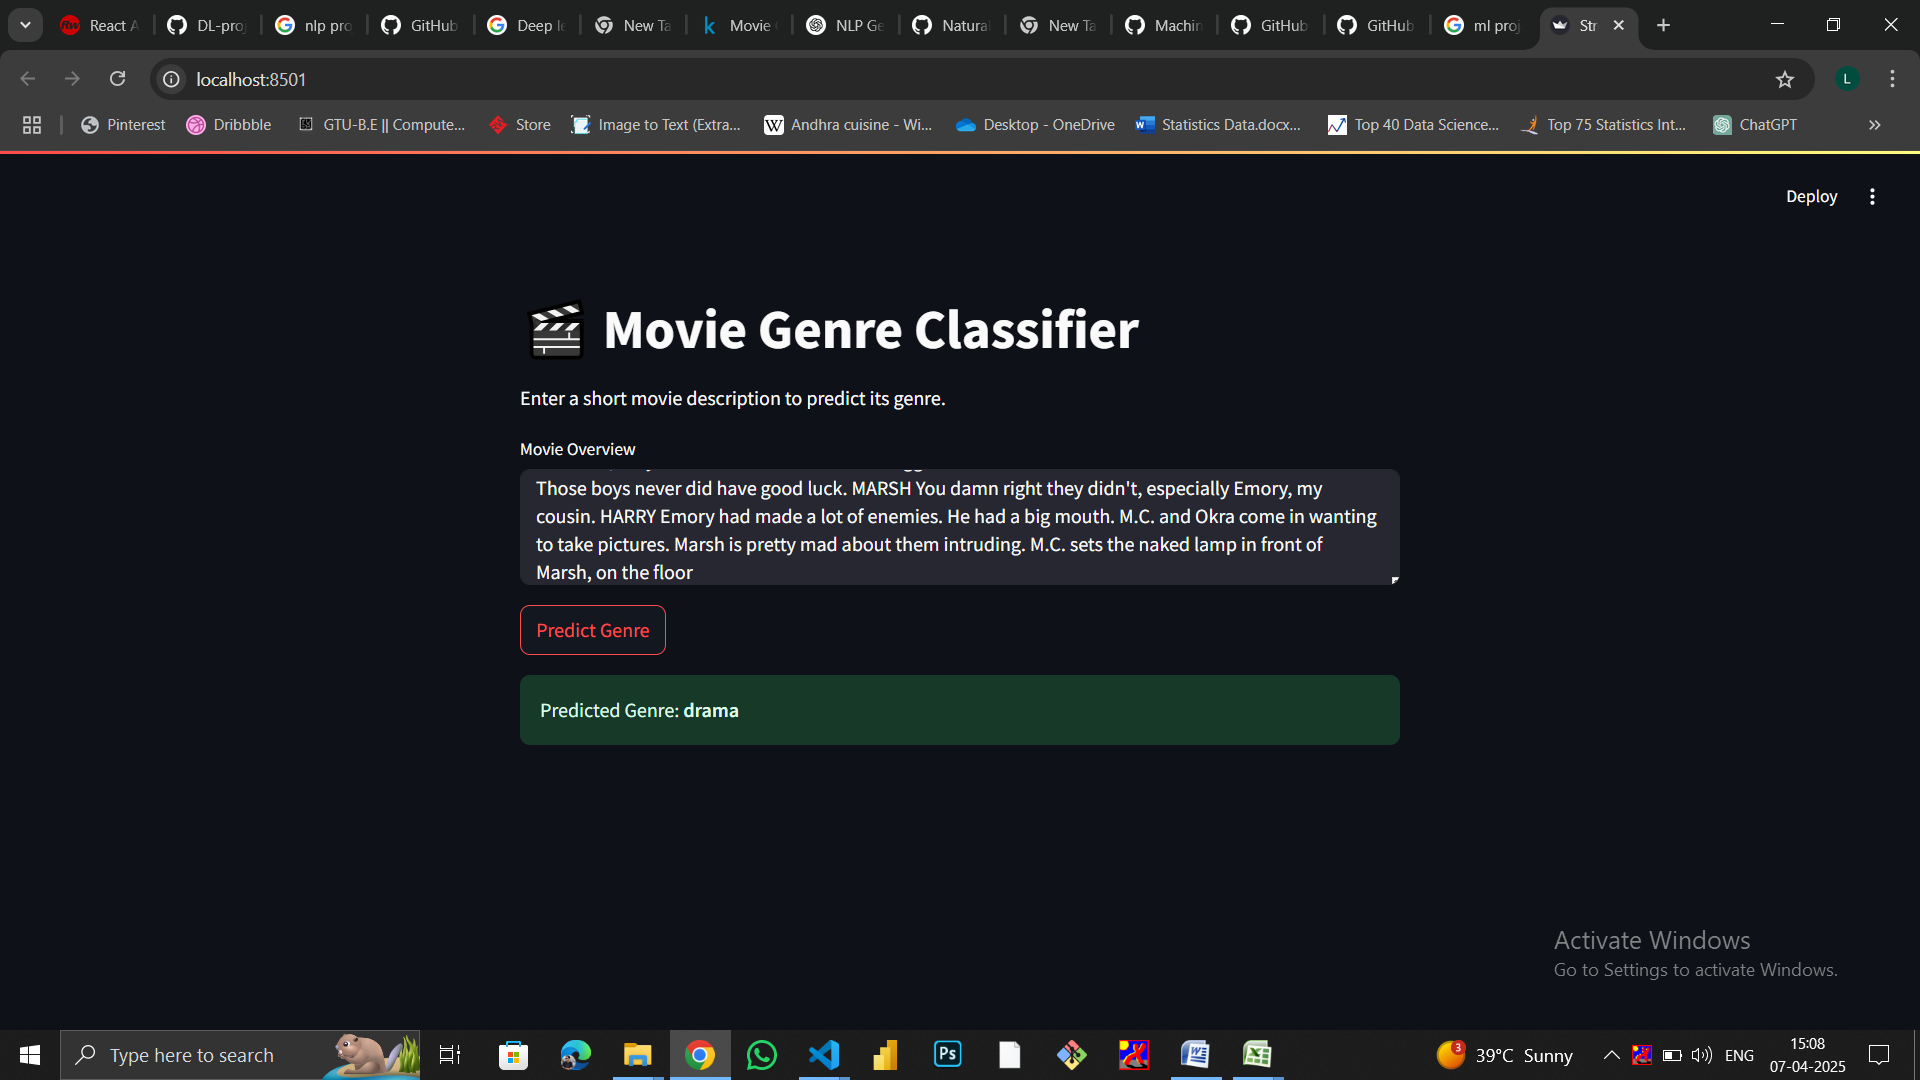 React A
DL-proj
nlp pro
GitHub
Deep le
New Ta
Movie
NLP Ge
Natural
New Ta
Machin
GitHub
GitHub
ml proj
Str
localhost:8501
L
Pinterest
Dribbble
GTU-B.E || Compute...
Store
Image to Text (Extra...
Andhra cuisine - Wi...
Desktop - OneDrive
Statistics Data.docx...
Top 40 Data Science...
Top 75 Statistics Int...
ChatGPT
Deploy
Movie Genre Classifier
Enter a short movie description to predict its genre.
Movie Overview
Those boys never did have good luck. MARSH You damn right they didn't, especially Emory, my
cousin. HARRY Emory had made a lot of enemies. He had a big mouth. M.C. and Okra come in wanting
to take pictures. Marsh is pretty mad about them intruding. M.C. sets the naked lamp in front of
Marsh, on the floor
Predict Genre
Predicted Genre: drama
Activate Windows
Go to Settings to activate Windows.
Type here to search
Ps
3
39°C Sunny
ENG
15:08
07-04-2025